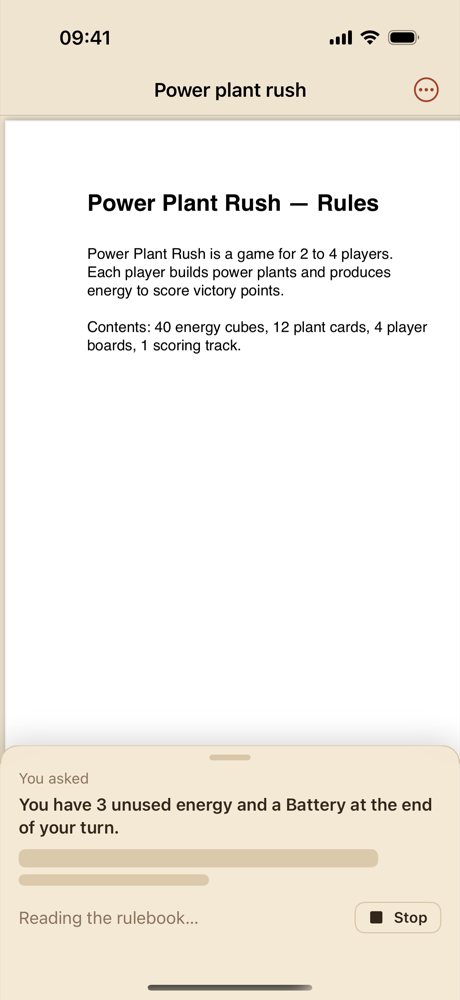 09:41
Power plant rush
Power Plant Rush — Rules
Power Plant Rush is a game for 2 to 4 players.
Each player builds power plants and produces
energy to score victory points.
Contents: 40 energy cubes, 12 plant cards, 4 player
boards, 1 scoring track.
You asked
You have 3 unused energy and a Battery at the end
of your turn.
Reading the rulebook...
Stop